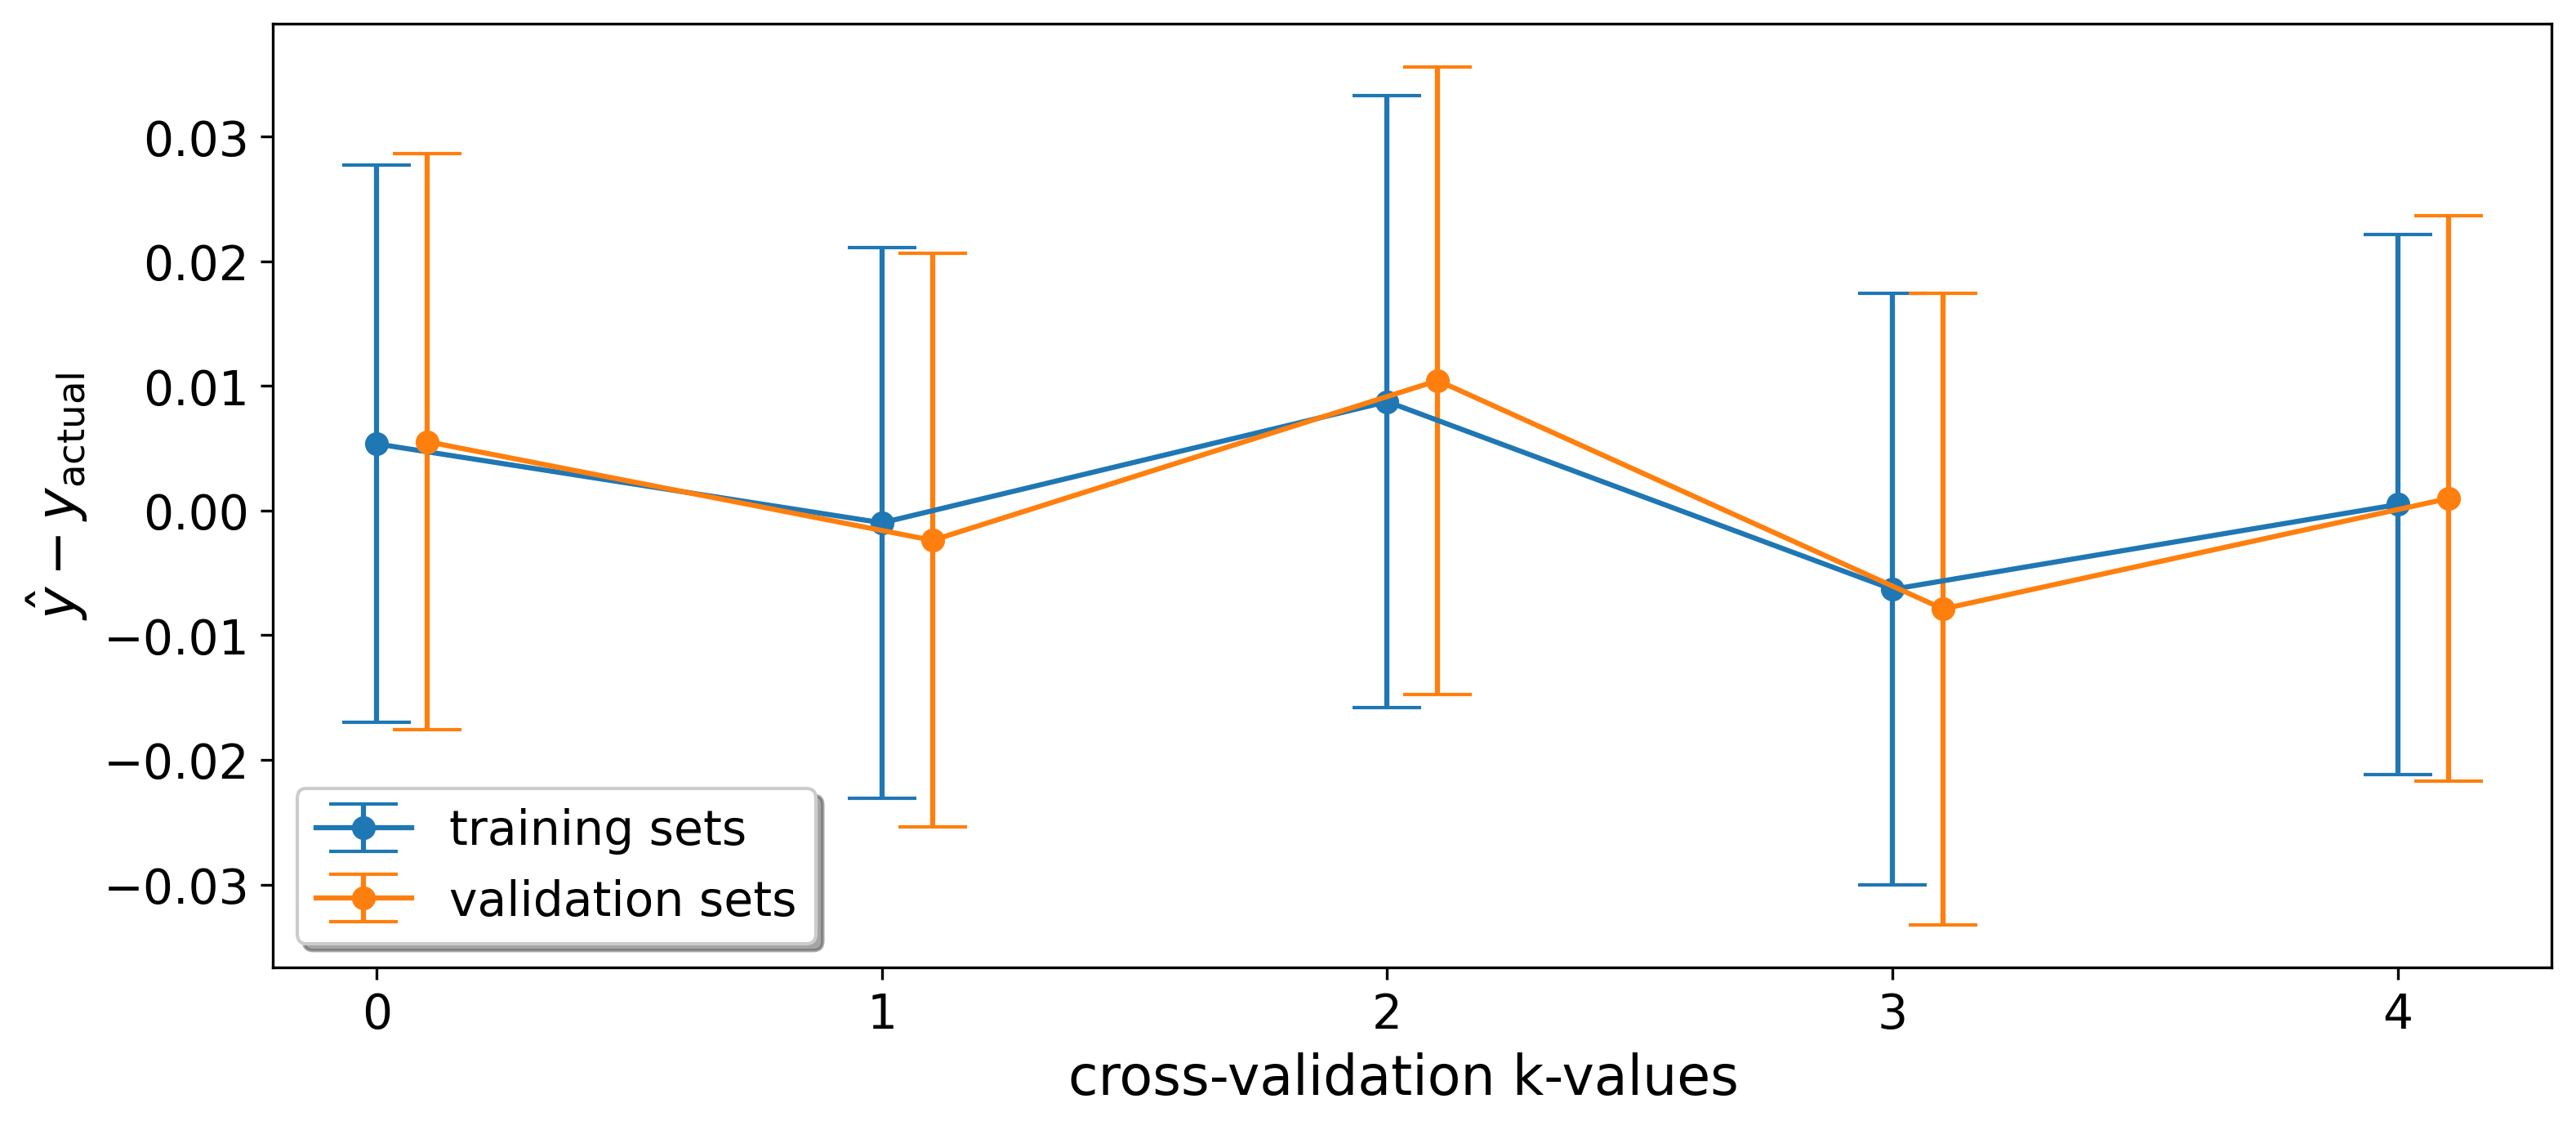 ŷ − y actual
0.03
0.02
0.01
0.00
−0.01
−0.02
−0.03
training sets
validation sets
0 1 2 3 4
cross-validation k-values